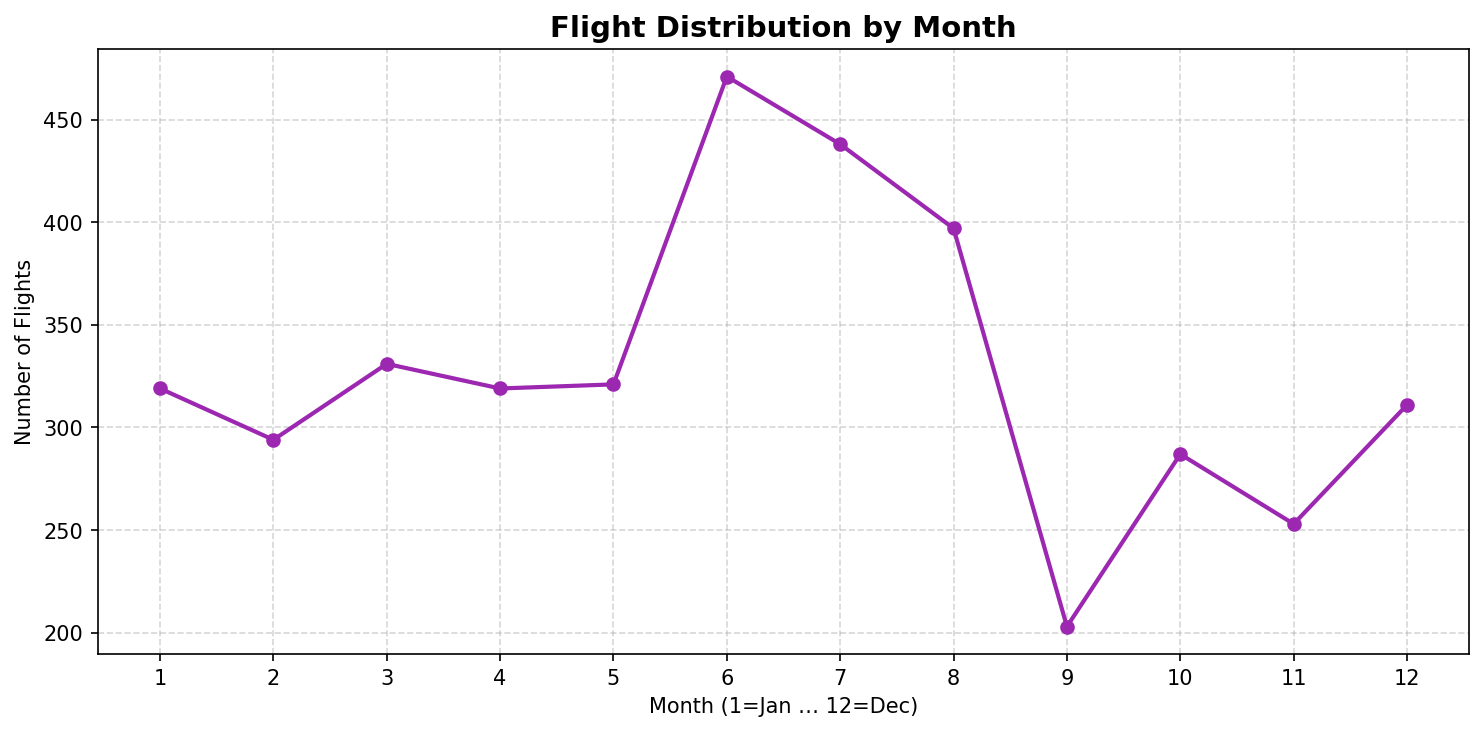 Flight Distribution by Month
Number of Flights
450
400
350
300
250
200
1 2 3 4 5 6 7 8 9 10 11 12
Month (1=Jan ... 12=Dec)